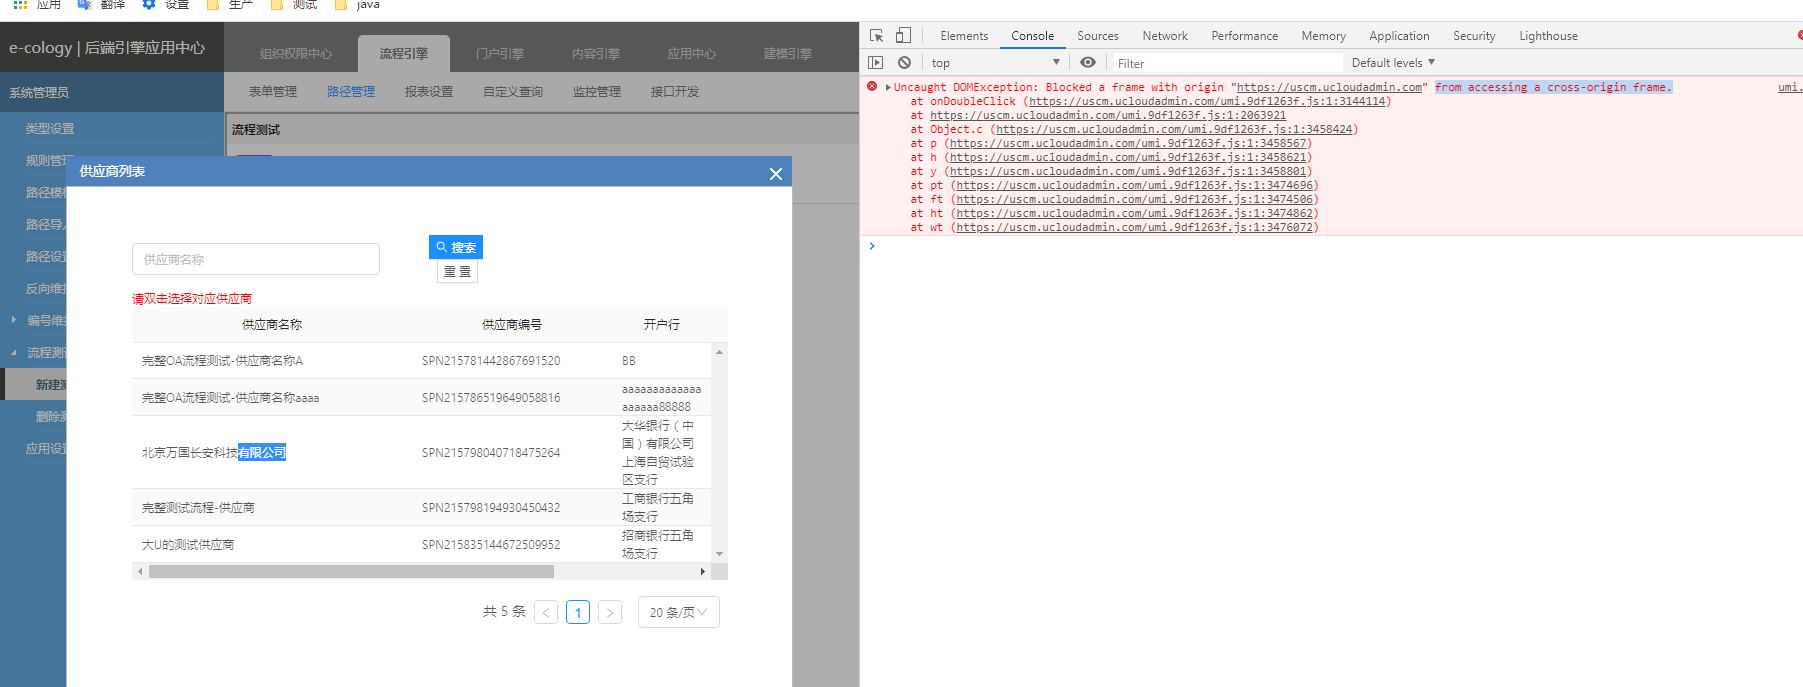 应用 翻译 设置 生产 测试 java
e-cology | 后端引擎应用中心
组织权限中心 流程引擎 门户引擎 内容引擎 应用中心 建模引擎
系统管理员
表单管理 路径管理 报表设置 自定义查询 监控管理 接口开发
类型设置
规则管理
路径模
路径导
路径设
反向维
编号维
流程测
新建
删除
应用设
流程测试
供应商列表
供应商名称
搜索
重 置
请双击选择对应供应商
供应商名称 供应商编号 开户行
完整OA流程测试-供应商名称A SPN215781442867691520 BB
完整OA流程测试-供应商名称aaaa SPN215786519649058816 aaaaaaaaaaaaa
aaaaaa88888
北京万国长安科技有限公司 SPN215798040718475264 大华银行（中
国）有限公司
上海自贸试验
区支行
完整测试流程-供应商 SPN215798194930450432 工商银行五角
场支行
大U的测试供应商 SPN215835144672509952 招商银行五角
场支行
共 5 条 < 1 > 20 条/页
Elements Console Sources Network Performance Memory Application Security Lighthouse
top Filter Default levels
Uncaught DOMException: Blocked a frame with origin "https://uscm.ucloudadmin.com" from accessing a cross-origin frame. umi.
at onDoubleClick (https://uscm.ucloudadmin.com/umi.9df1263f.js:1:3144114)
at https://uscm.ucloudadmin.com/umi.9df1263f.js:1:2063921
at Object.c (https://uscm.ucloudadmin.com/umi.9df1263f.js:1:3458424)
at p (https://uscm.ucloudadmin.com/umi.9df1263f.js:1:3458567)
at h (https://uscm.ucloudadmin.com/umi.9df1263f.js:1:3458621)
at y (https://uscm.ucloudadmin.com/umi.9df1263f.js:1:3458801)
at pt (https://uscm.ucloudadmin.com/umi.9df1263f.js:1:3474696)
at ft (https://uscm.ucloudadmin.com/umi.9df1263f.js:1:3474506)
at ht (https://uscm.ucloudadmin.com/umi.9df1263f.js:1:3474862)
at wt (https://uscm.ucloudadmin.com/umi.9df1263f.js:1:3476072)